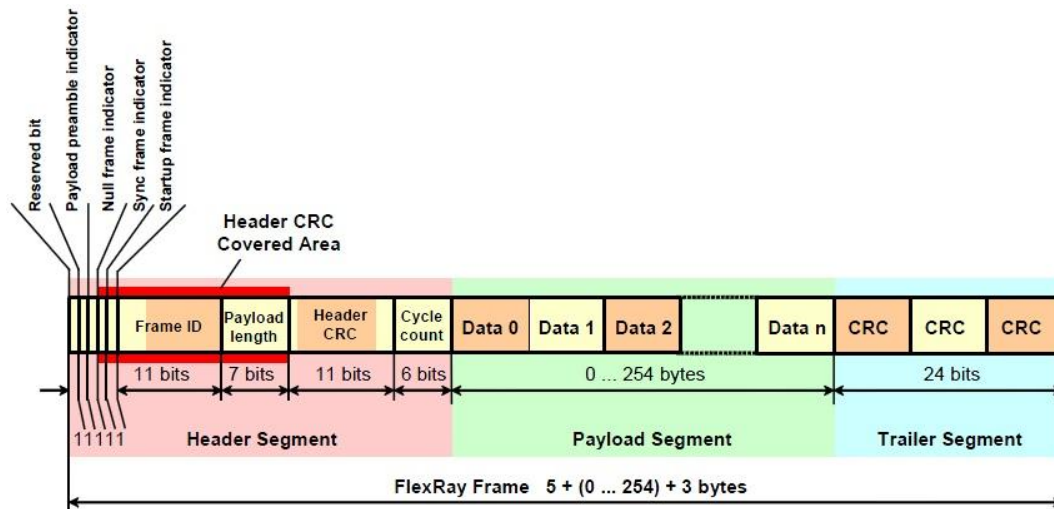 Reserved bit
Payload preamble indicator
Null frame indicator
Sync frame indicator
Startup frame indicator
Header CRC
Covered Area
Frame ID
Payload
length
Header
CRC
Cycle
count
Data 0
Data 1
Data 2
Data n
CRC
CRC
CRC
11 bits
7 bits
11 bits
6 bits
0 ... 254 bytes
24 bits
11111
Header Segment
Payload Segment
Trailer Segment
FlexRay Frame 5 + (0 ... 254) + 3 bytes